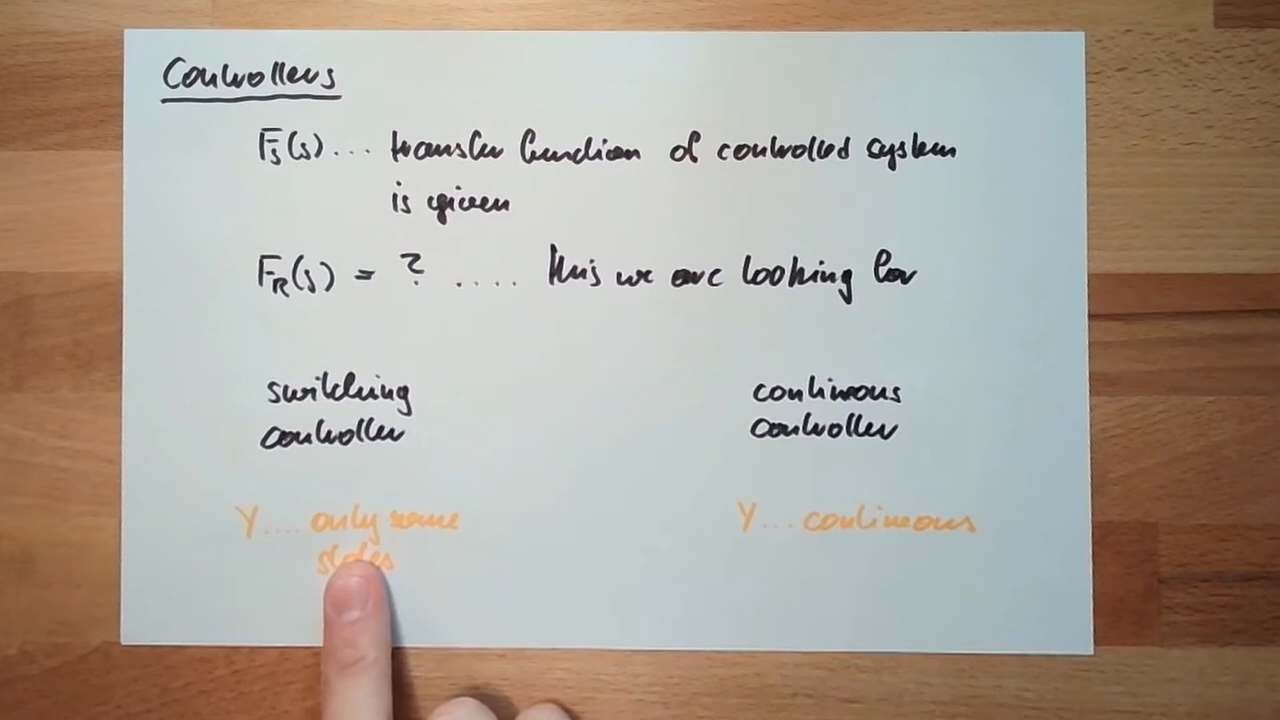 Controllers
F_S(s) ... transfer function of controlled system
is given
F_R(s) = ? .... this we are looking for
switching
controller
continuous
controller
Y .... only some
states
Y ... continuous